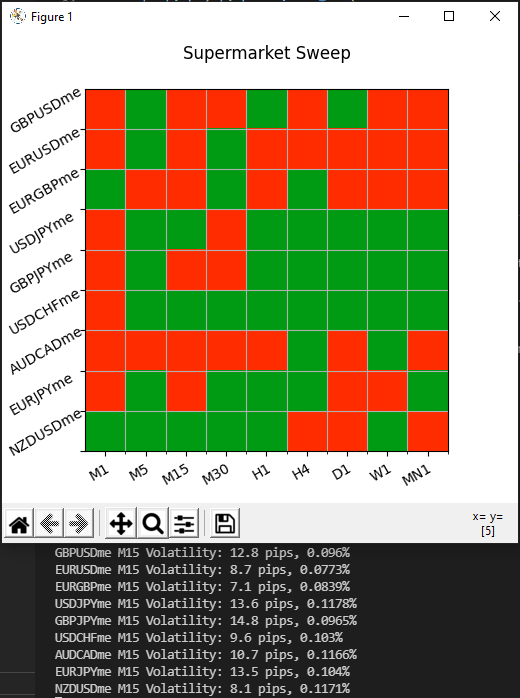 Figure 1
Supermarket Sweep
GBPUSDme
EURUSDme
EURGBPme
USDJPYme
GBPJPYme
USDCHFme
AUDCADme
EURJPYme
NZDUSDme
M1 M5 M15 M30 H1 H4 D1 W1 MN1
x= y=
[5]
GBPUSDme M15 Volatility: 12.8 pips, 0.096%
EURUSDme M15 Volatility: 8.7 pips, 0.0773%
EURGBPme M15 Volatility: 7.1 pips, 0.0839%
USDJPYme M15 Volatility: 13.6 pips, 0.1178%
GBPJPYme M15 Volatility: 14.8 pips, 0.0965%
USDCHFme M15 Volatility: 9.6 pips, 0.103%
AUDCADme M15 Volatility: 10.7 pips, 0.1166%
EURJPYme M15 Volatility: 13.5 pips, 0.104%
NZDUSDme M15 Volatility: 8.1 pips, 0.1171%